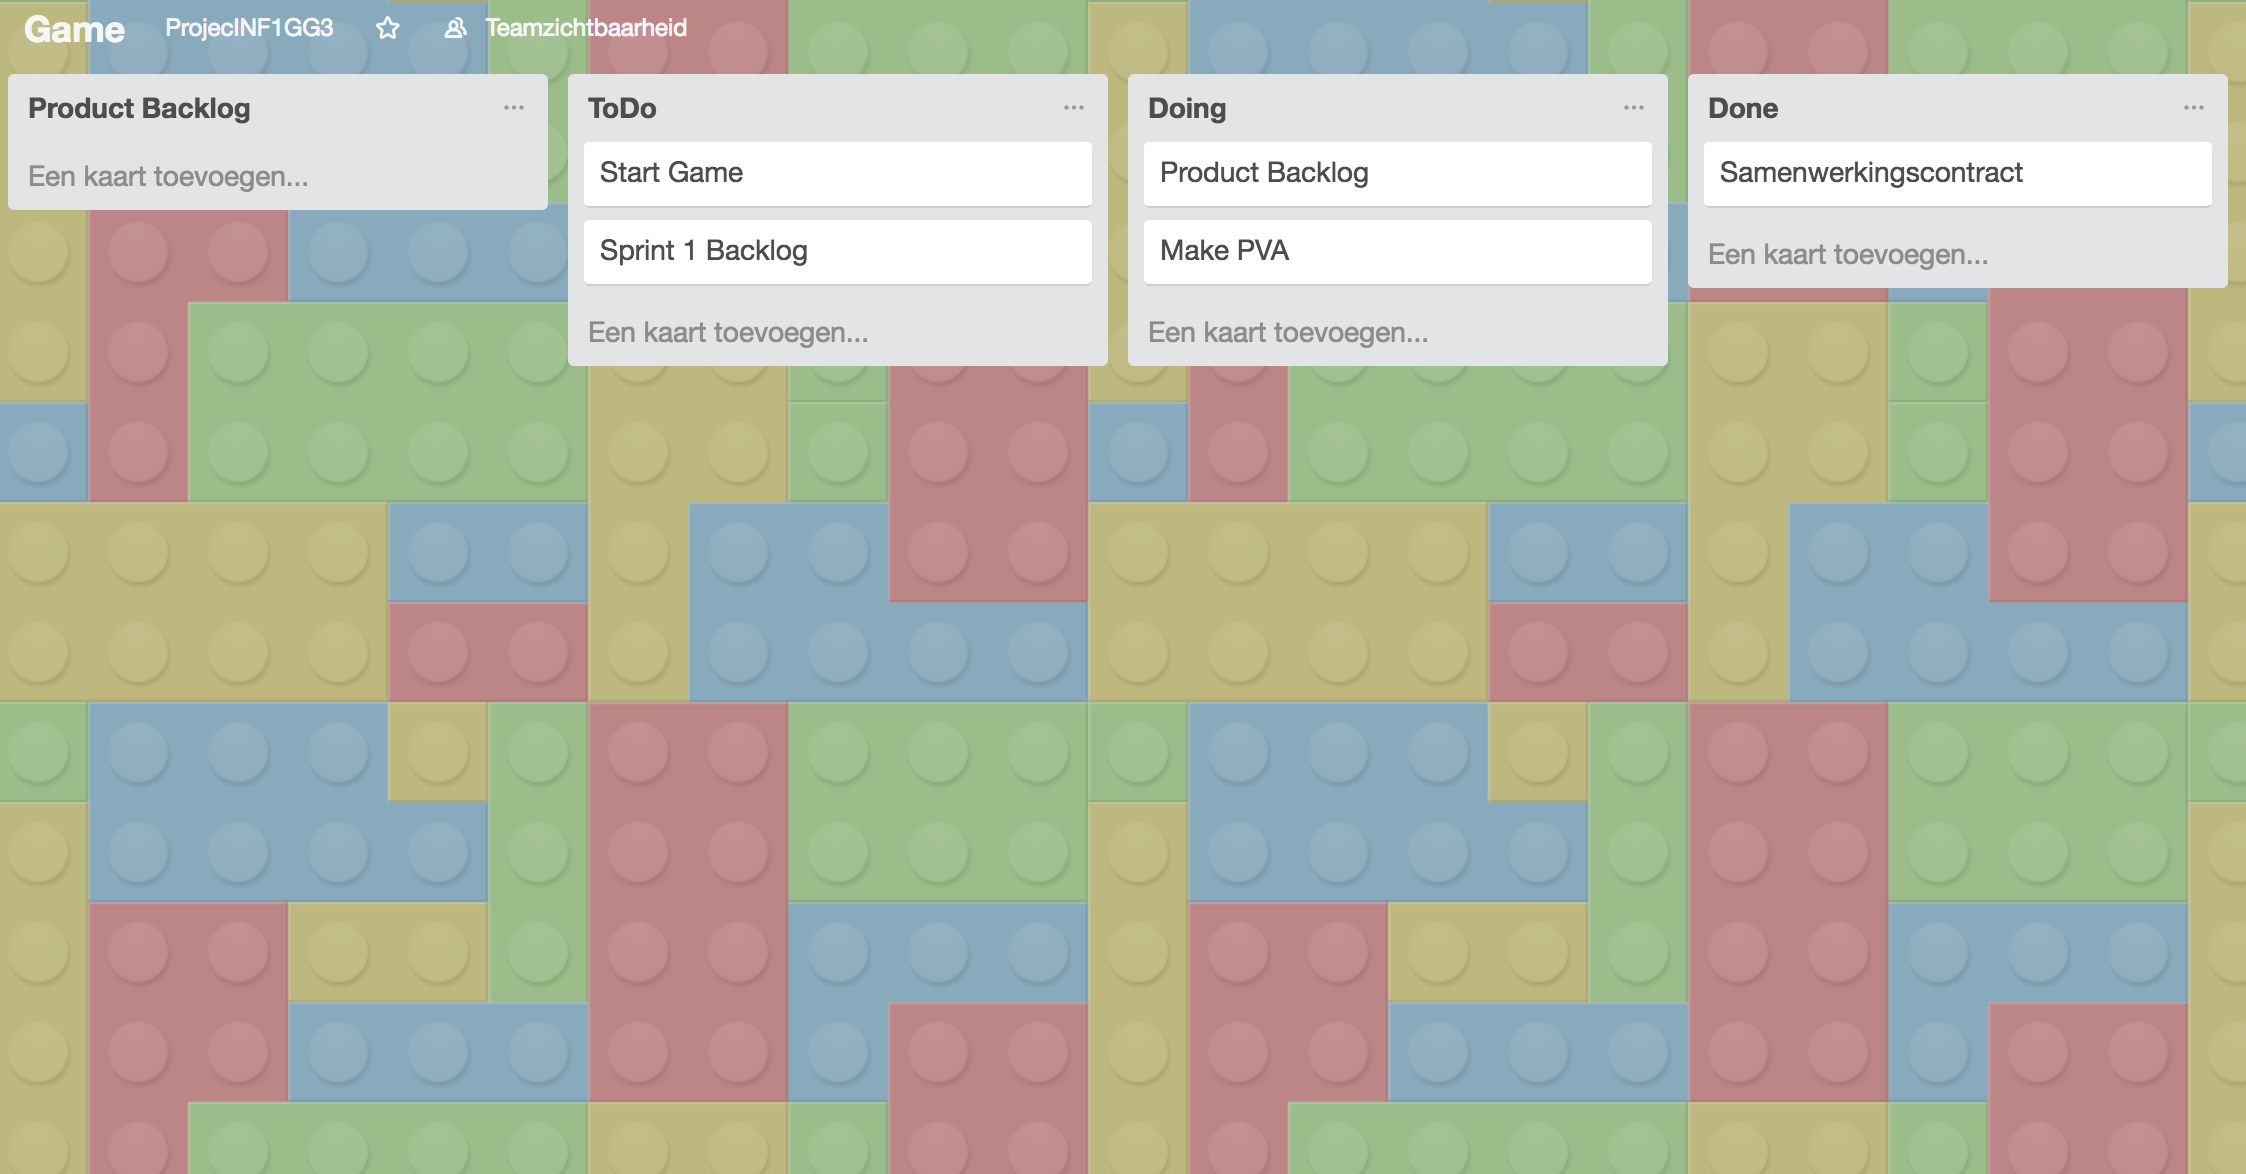 Game ProjecINF1GG3 Teamzichtbaarheid
Product Backlog
Een kaart toevoegen...
ToDo
Start Game
Sprint 1 Backlog
Een kaart toevoegen...
Doing
Product Backlog
Make PVA
Een kaart toevoegen...
Done
Samenwerkingscontract
Een kaart toevoegen...